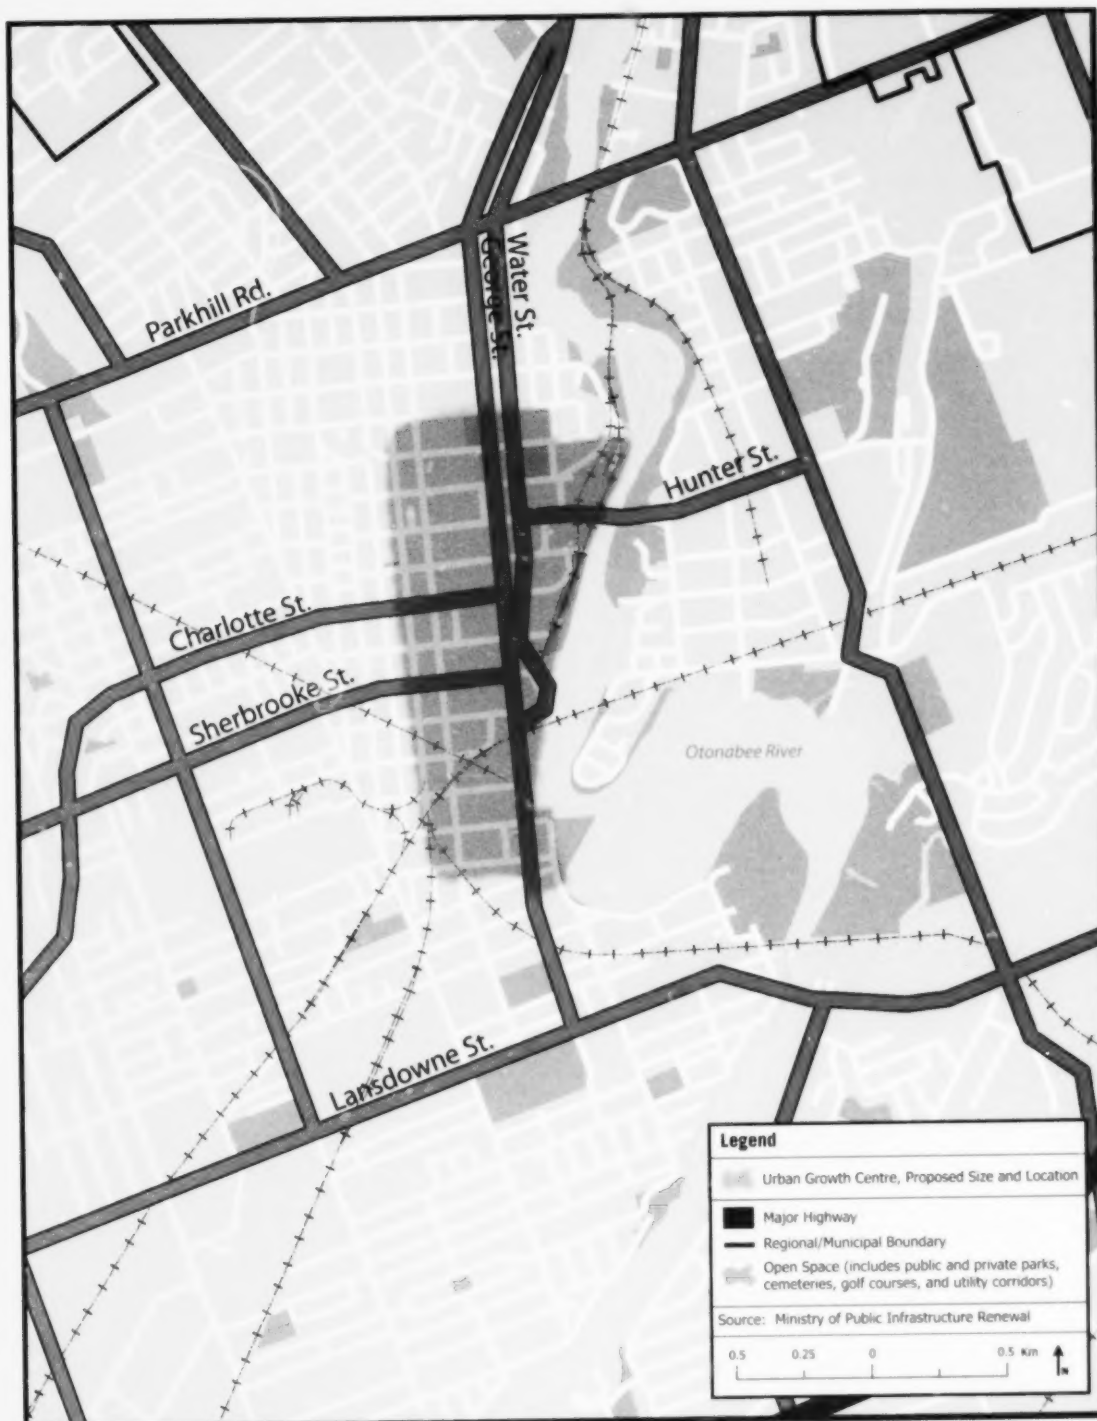 Water St.
George St.
Parkhill Rd.
Hunter St.
Charlotte St.
Sherbrooke St.
Otonabee River
Lansdowne St.
Legend
Urban Growth Centre, Proposed Size and Location
Major Highway
Regional/Municipal Boundary
Open Space (includes public and private parks,
cemeteries, golf courses, and utility corridors)
Source: Ministry of Public Infrastructure Renewal
0.5 0.25 0 0.5 Km
N